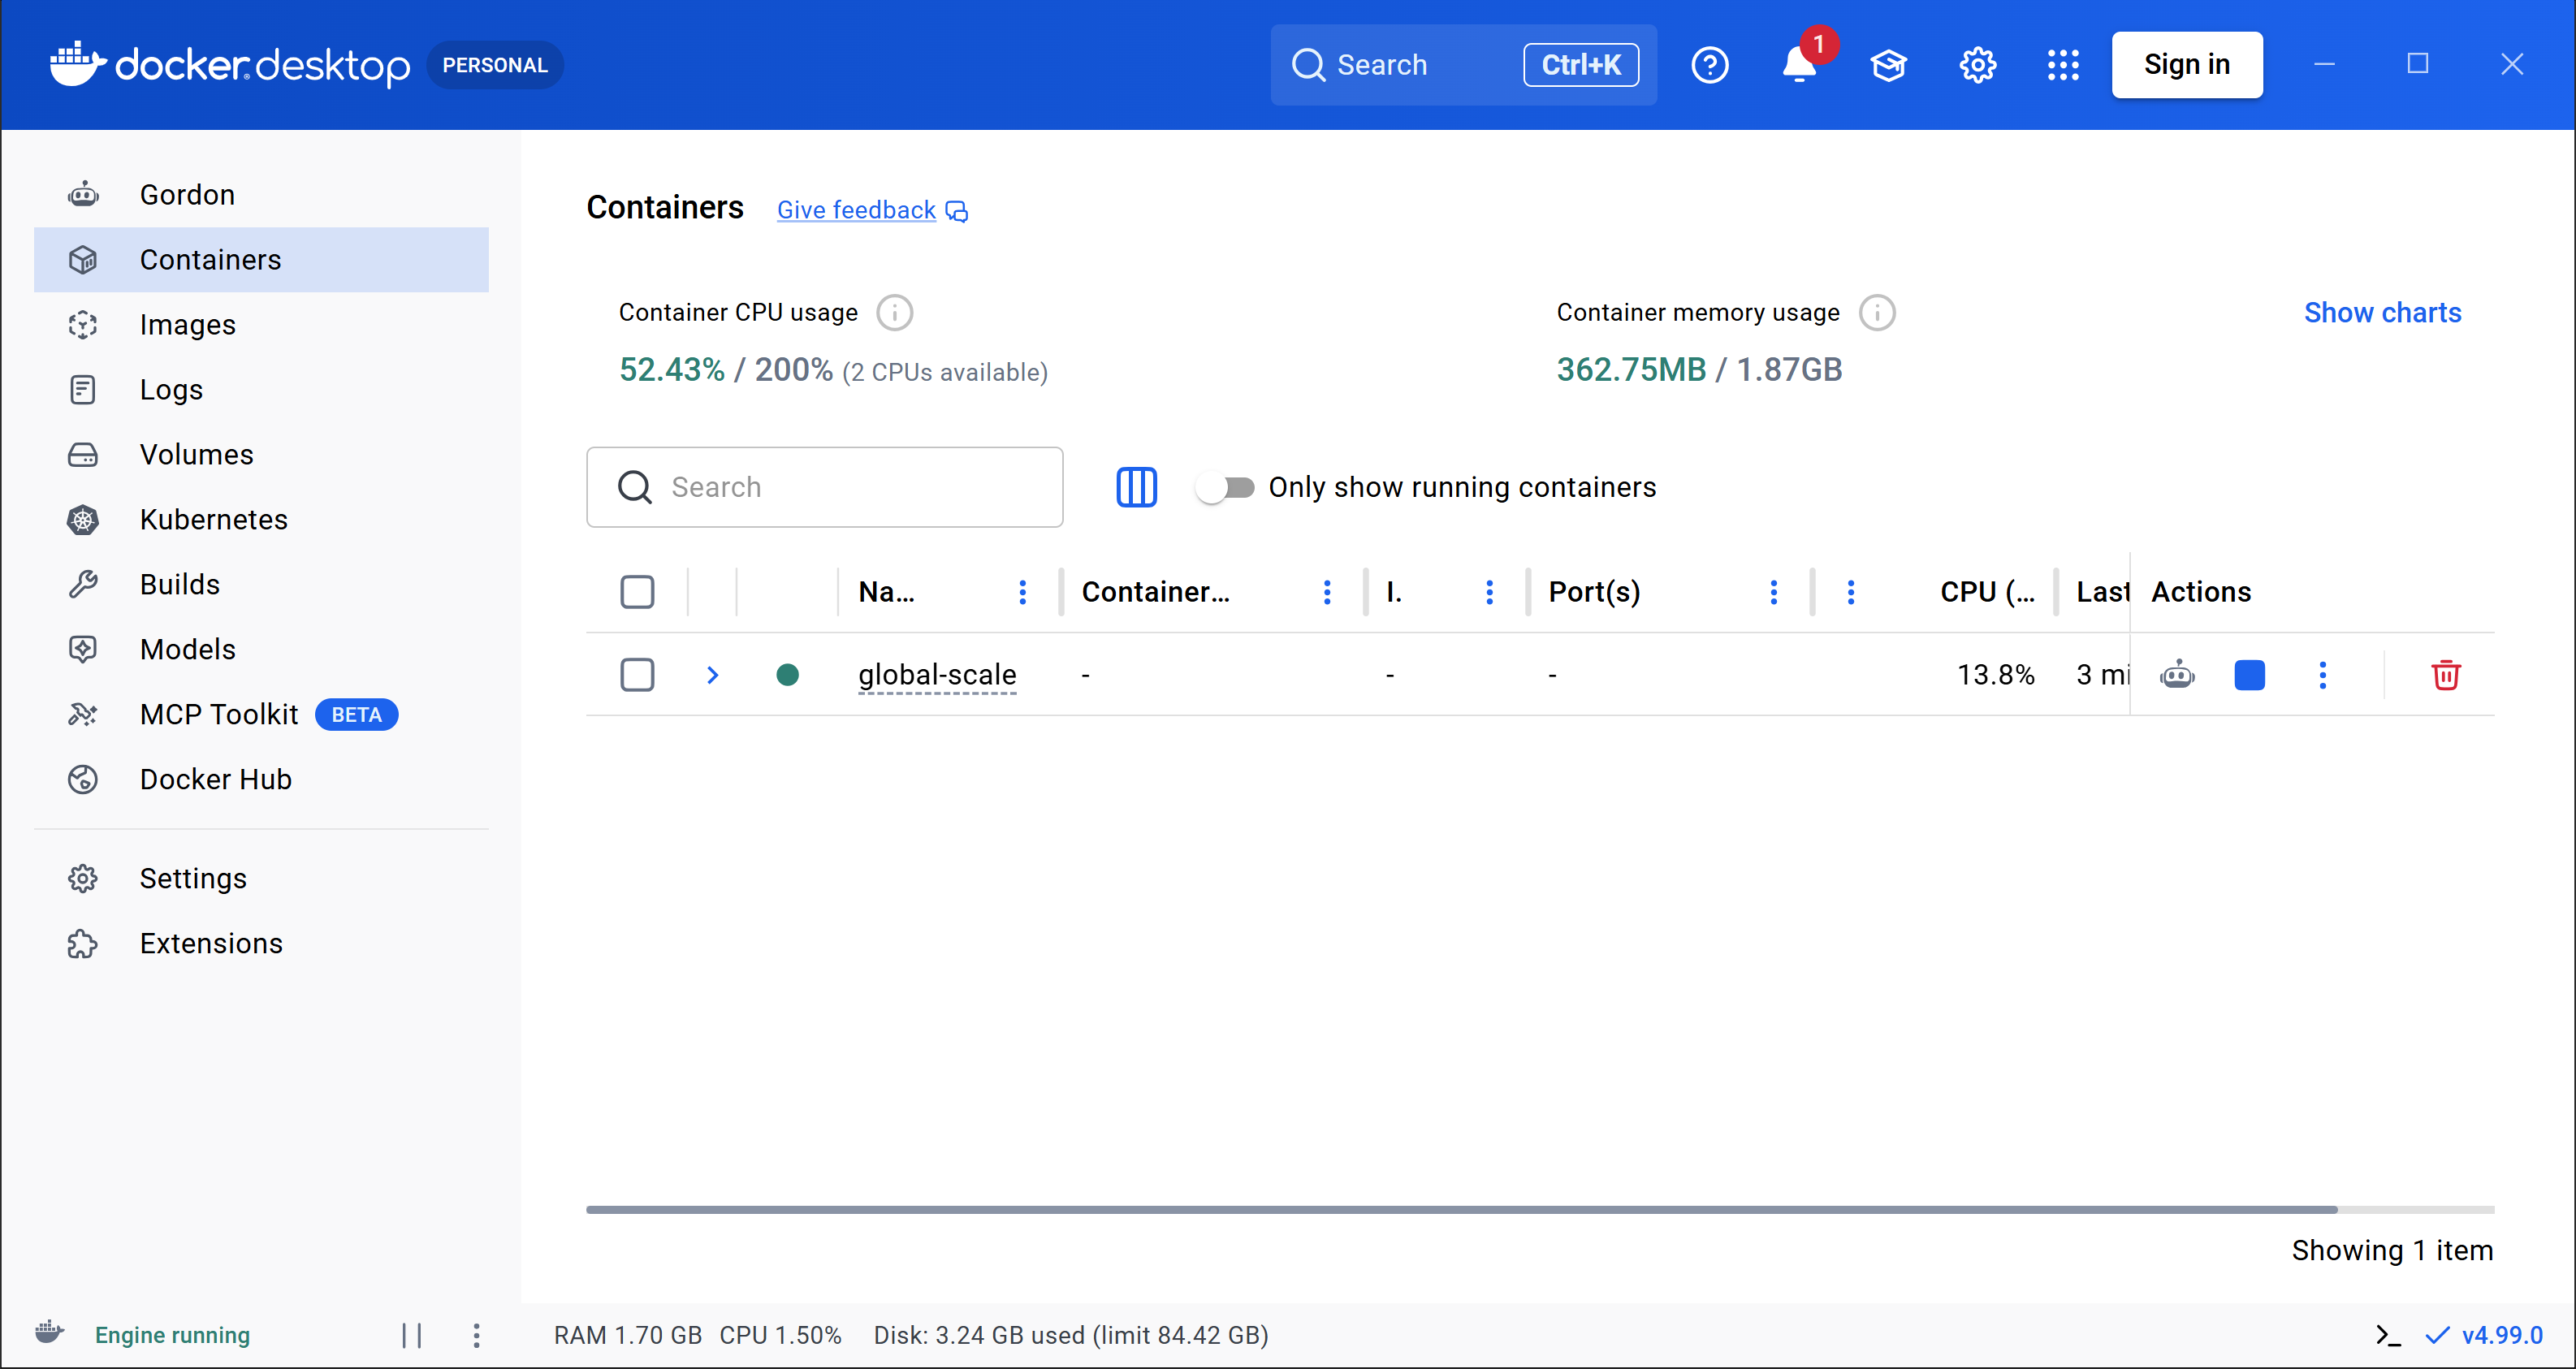 docker desktop PERSONAL
Search Ctrl+K
1
Sign in
Gordon
Containers
Images
Logs
Volumes
Kubernetes
Builds
Models
MCP Toolkit BETA
Docker Hub
Settings
Extensions
Containers Give feedback
Container CPU usage
52.43% / 200% (2 CPUs available)
Container memory usage
362.75MB / 1.87GB
Show charts
Search
Only show running containers
Na... Container... I. Port(s) CPU (... Last Actions
global-scale - - - 13.8% 3 mi
Showing 1 item
Engine running
RAM 1.70 GB CPU 1.50% Disk: 3.24 GB used (limit 84.42 GB)
v4.99.0